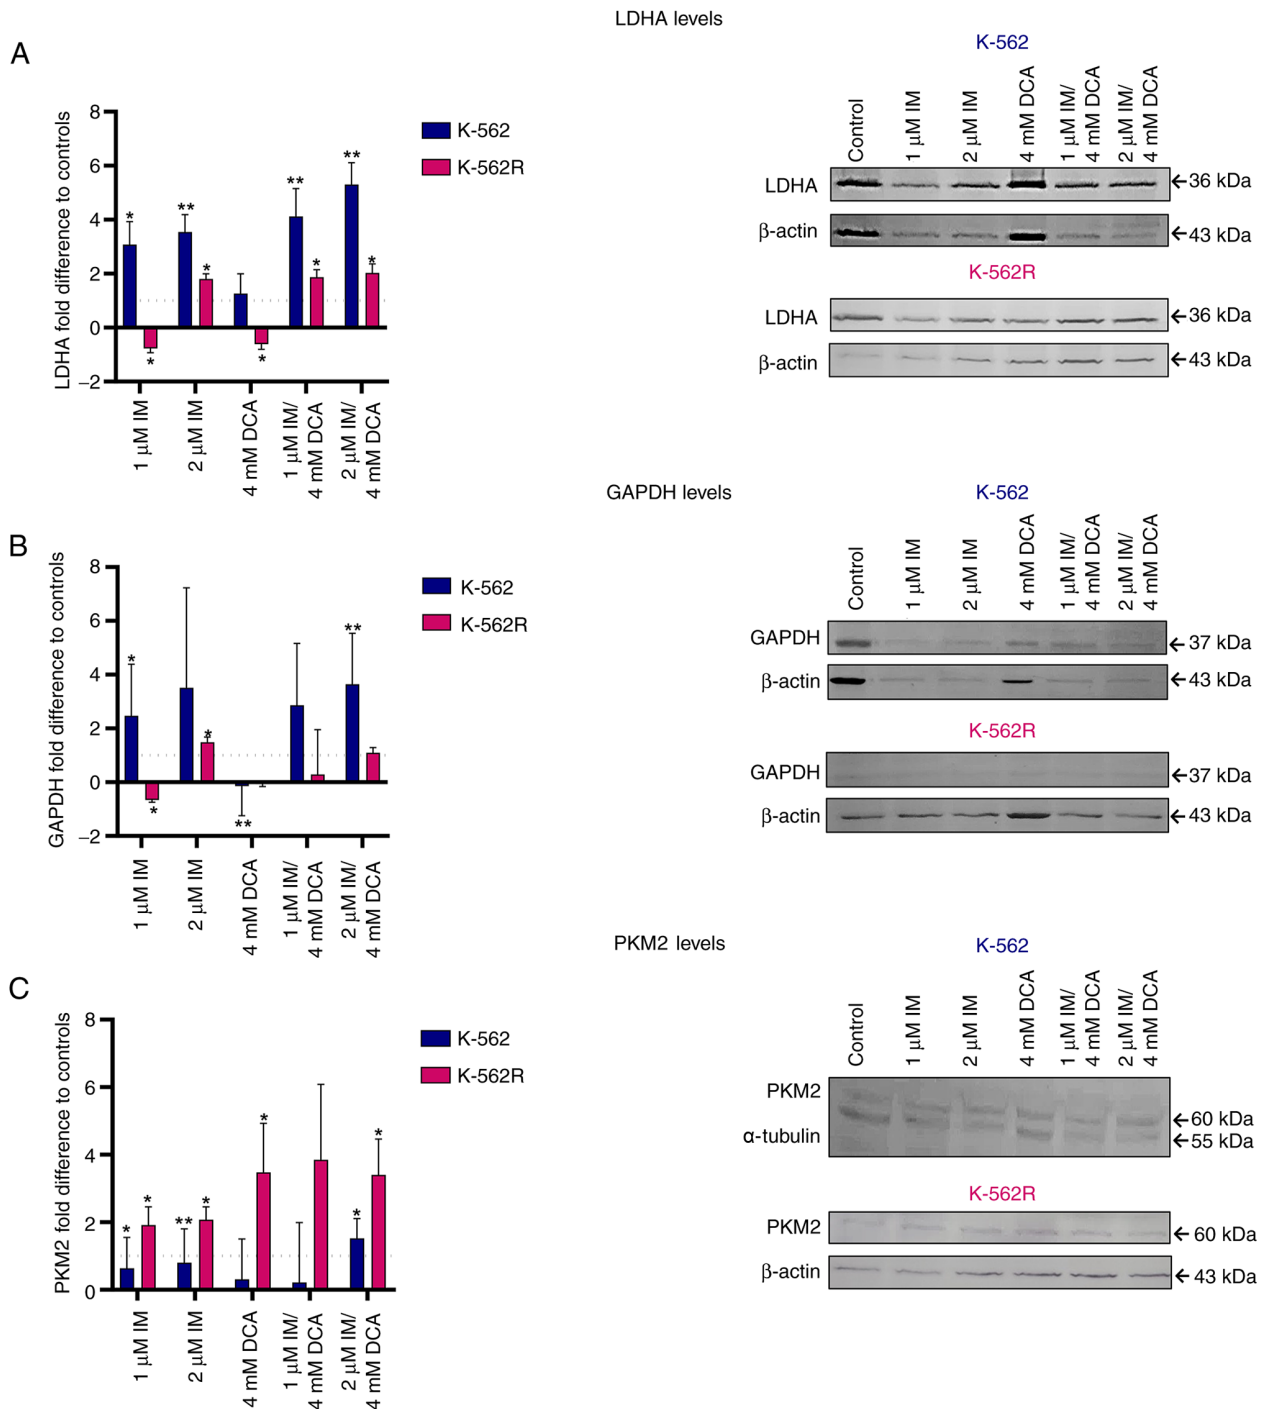 LDHA levels
A
LDHA fold difference to controls
8
6
4
2
0
−2
* ** ** **
* * * * *
K-562
K-562R
1 µM IM
2 µM IM
4 mM DCA
1 µM IM/
4 mM DCA
2 µM IM/
4 mM DCA
K-562
Control
1 µM IM
2 µM IM
4 mM DCA
1 µM IM/
4 mM DCA
2 µM IM/
4 mM DCA
LDHA ←36 kDa
β-actin ←43 kDa
K-562R
LDHA ←36 kDa
β-actin ←43 kDa
GAPDH levels
B
GAPDH fold difference to controls
8
6
4
2
0
−2
* ** **
* *
K-562
K-562R
1 µM IM
2 µM IM
4 mM DCA
1 µM IM/
4 mM DCA
2 µM IM/
4 mM DCA
K-562
Control
1 µM IM
2 µM IM
4 mM DCA
1 µM IM/
4 mM DCA
2 µM IM/
4 mM DCA
GAPDH ←37 kDa
β-actin ←43 kDa
K-562R
GAPDH ←37 kDa
β-actin ←43 kDa
PKM2 levels
C
PKM2 fold difference to controls
8
6
4
2
0
* ** *
* * * *
K-562
K-562R
1 µM IM
2 µM IM
4 mM DCA
1 µM IM/
4 mM DCA
2 µM IM/
4 mM DCA
K-562
Control
1 µM IM
2 µM IM
4 mM DCA
1 µM IM/
4 mM DCA
2 µM IM/
4 mM DCA
PKM2 ←60 kDa
α-tubulin ←55 kDa
K-562R
PKM2 ←60 kDa
β-actin ←43 kDa